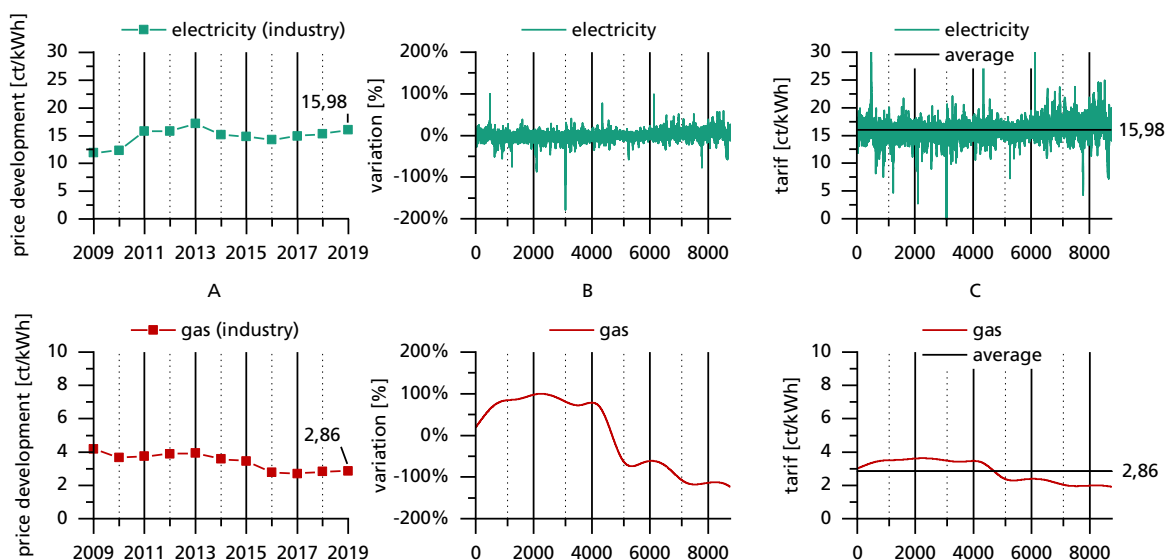 price development [ct/kWh]
electricity (industry)
30
25
20
15
10
5
0
15,98
2009 2011 2013 2015 2017 2019
A
variation [%]
electricity
200%
100%
0%
-100%
-200%
0 2000 4000 6000 8000
B
tarif [ct/kWh]
electricity
average
30
25
20
15
10
5
0
15,98
0 2000 4000 6000 8000
C
price development [ct/kWh]
gas (industry)
10
8
6
4
2
0
2,86
2009 2011 2013 2015 2017 2019
variation [%]
gas
200%
100%
0%
-100%
-200%
0 2000 4000 6000 8000
tarif [ct/kWh]
gas
average
10
8
6
4
2
0
2,86
0 2000 4000 6000 8000